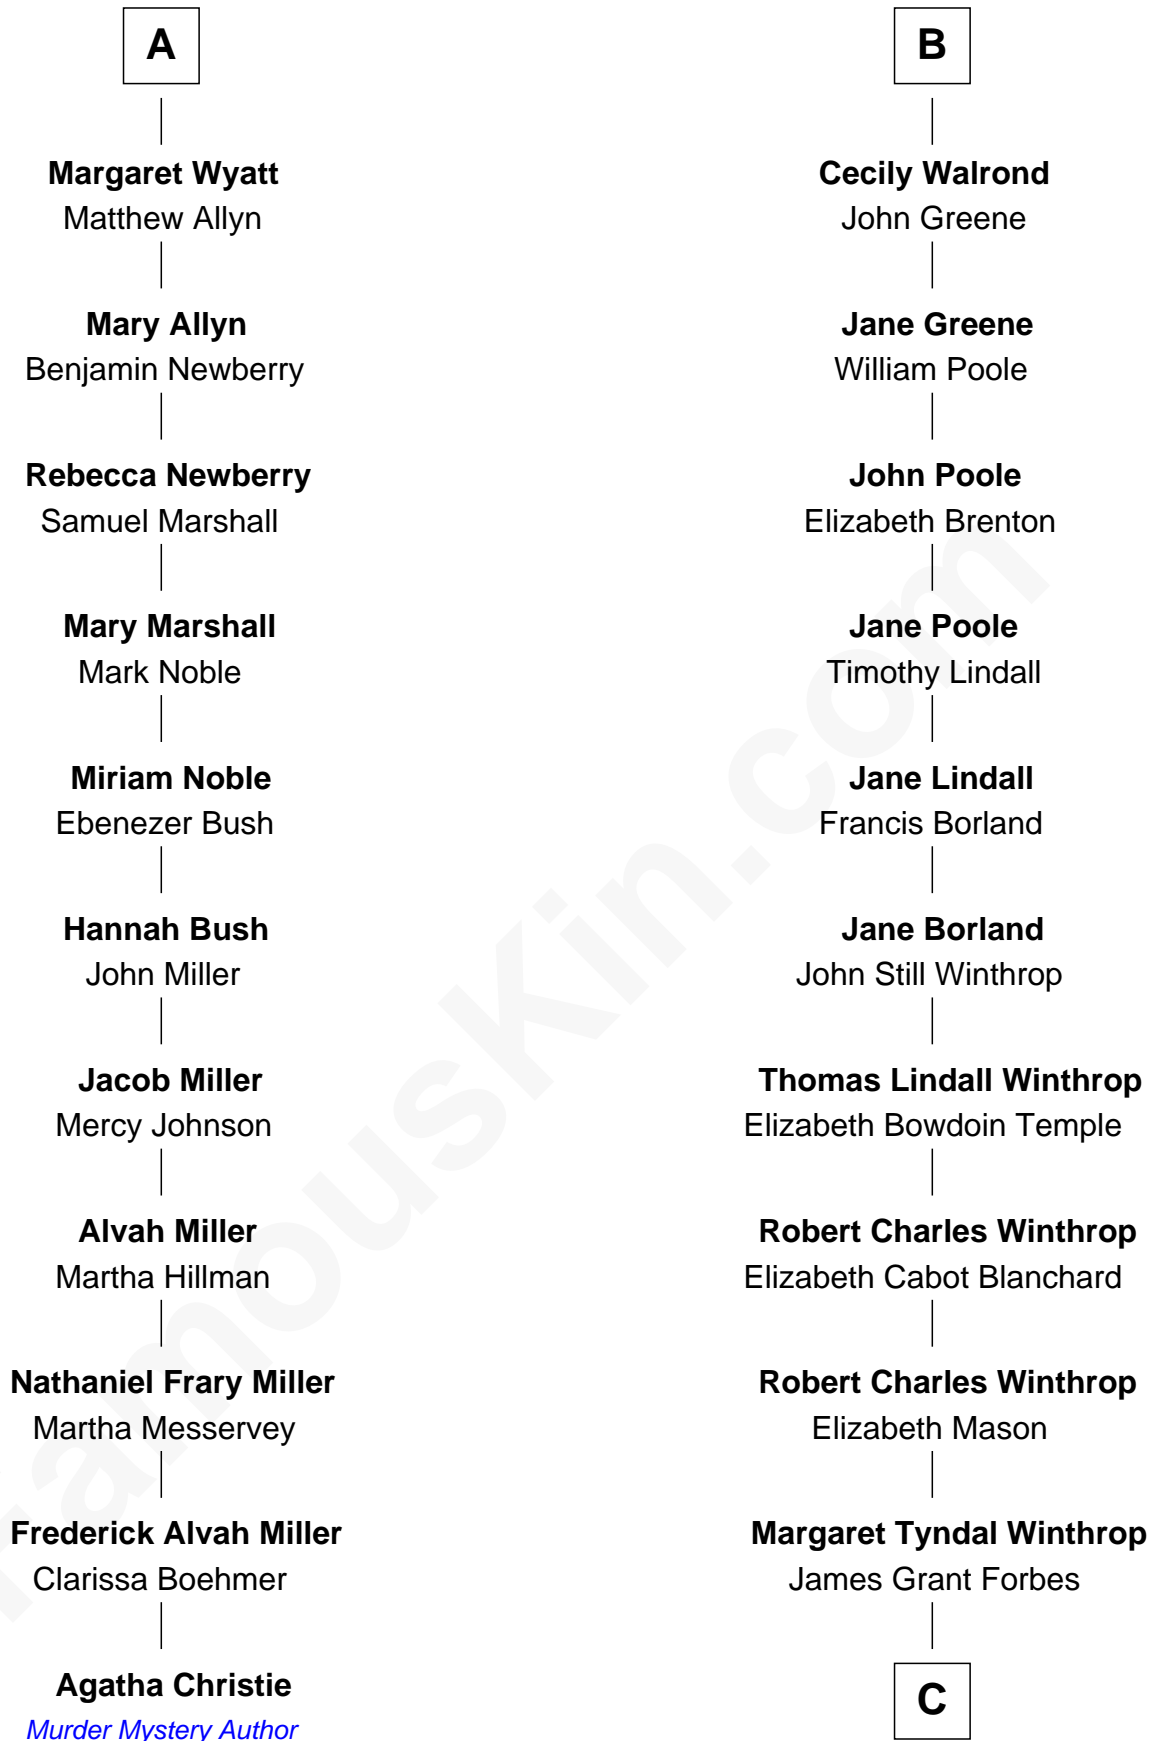 A
Margaret Wyatt
Matthew Allyn
Mary Allyn
Benjamin Newberry
Rebecca Newberry
Samuel Marshall
Mary Marshall
Mark Noble
Miriam Noble
Ebenezer Bush
Hannah Bush
John Miller
Jacob Miller
Mercy Johnson
Alvah Miller
Martha Hillman
Nathaniel Frary Miller
Martha Messervey
Frederick Alvah Miller
Clarissa Boehmer
Agatha Christie
Murder Mystery Author
B
Cecily Walrond
John Greene
Jane Greene
William Poole
John Poole
Elizabeth Brenton
Jane Poole
Timothy Lindall
Jane Lindall
Francis Borland
Jane Borland
John Still Winthrop
Thomas Lindall Winthrop
Elizabeth Bowdoin Temple
Robert Charles Winthrop
Elizabeth Cabot Blanchard
Robert Charles Winthrop
Elizabeth Mason
Margaret Tyndal Winthrop
James Grant Forbes
C
FamousKin.com